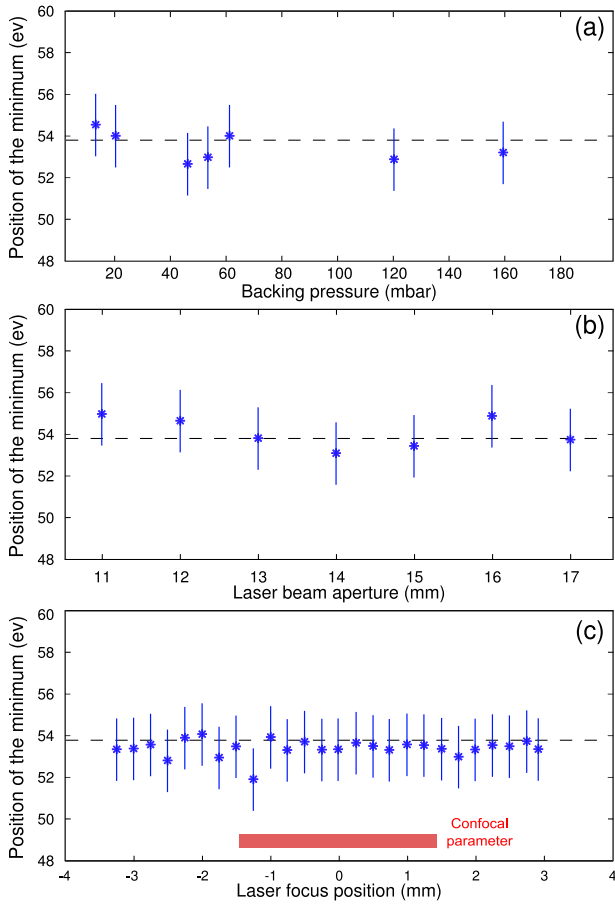 (a)
Position of the minimum (ev)
60
58
56
54
52
50
48
20 40 60 80 100 120 140 160 180
Backing pressure (mbar)
(b)
Position of the minimum (ev)
60
58
56
54
52
50
48
11 12 13 14 15 16 17
Laser beam aperture (mm)
(c)
Position of the minimum (ev)
60
58
56
54
52
50
48
Confocal
parameter
-4 -3 -2 -1 0 1 2 3 4
Laser focus position (mm)